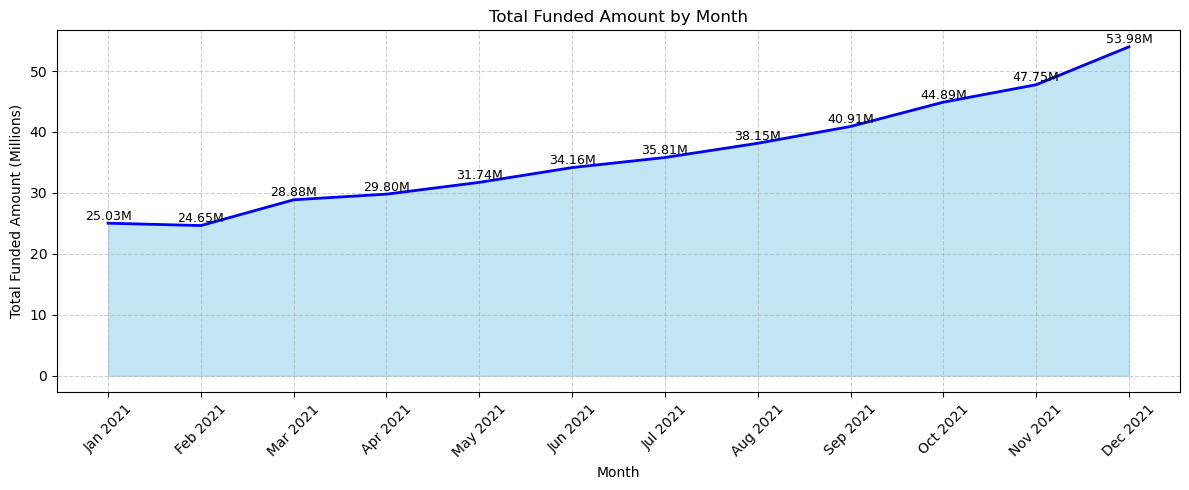 Total Funded Amount by Month
Total Funded Amount (Millions)
50
40
30
20
10
0
25.03M
24.65M
28.88M
29.80M
31.74M
34.16M
35.81M
38.15M
40.91M
44.89M
47.75M
53.98M
Jan 2021
Feb 2021
Mar 2021
Apr 2021
May 2021
Jun 2021
Jul 2021
Aug 2021
Sep 2021
Oct 2021
Nov 2021
Dec 2021
Month